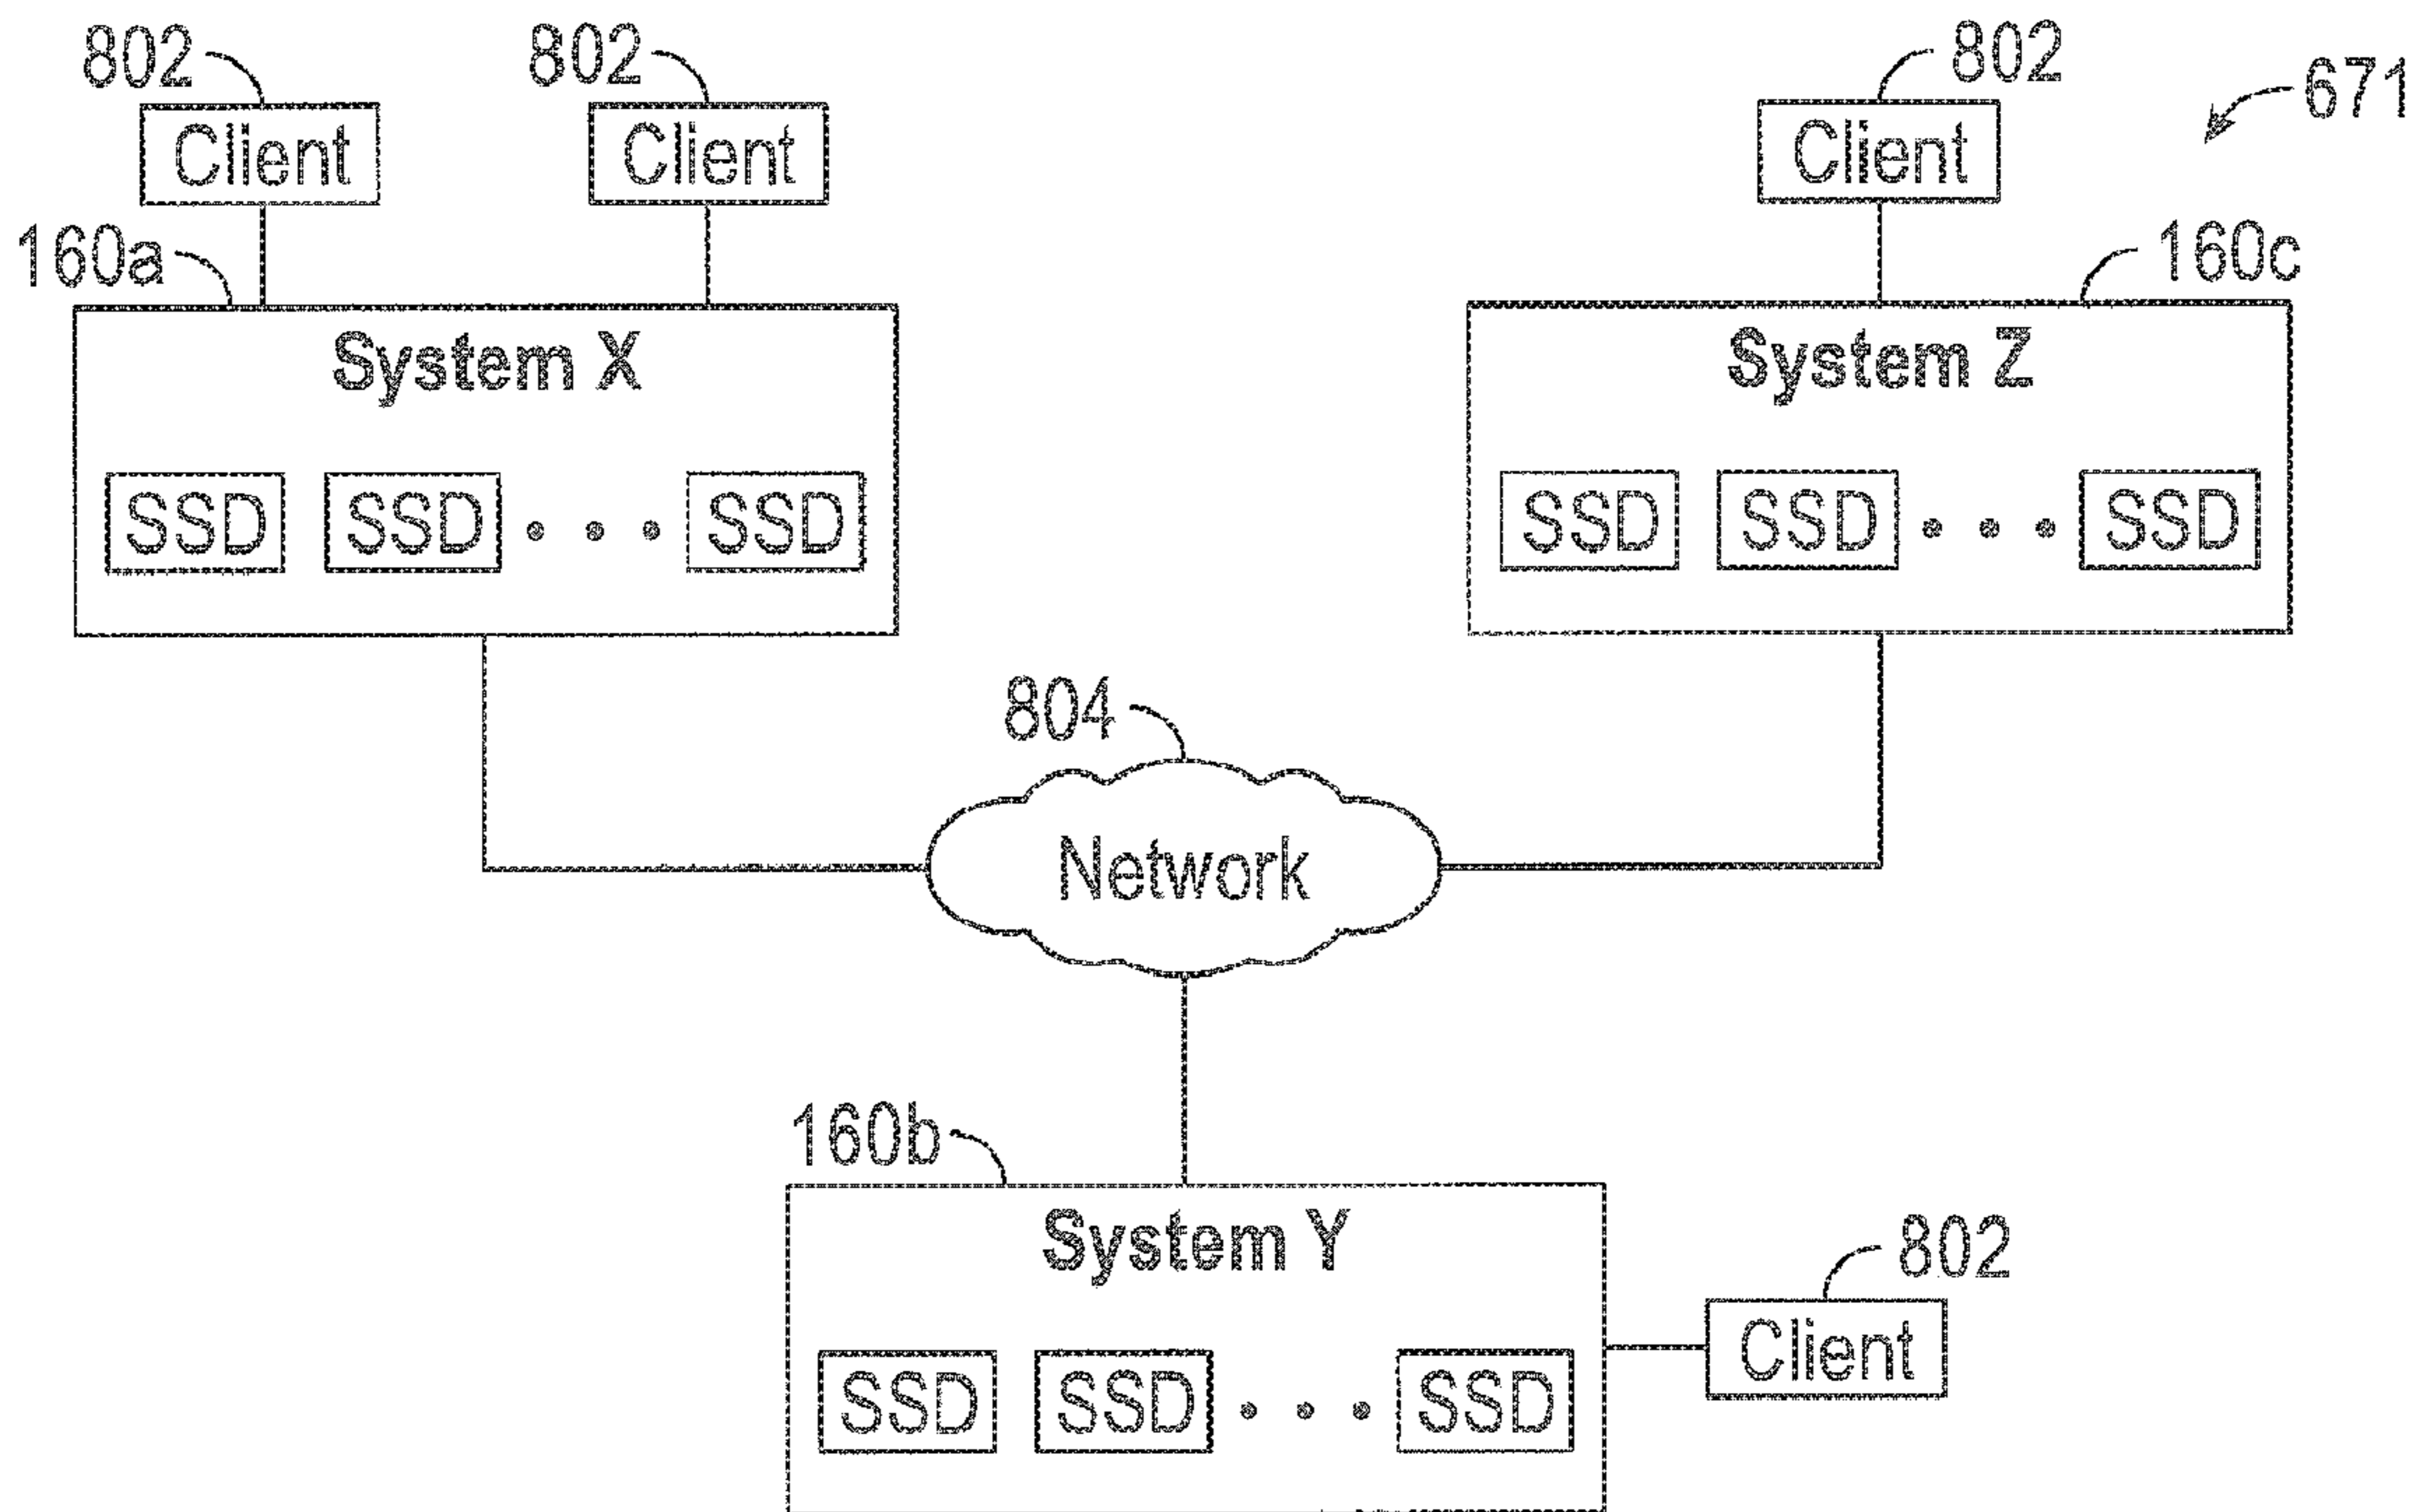 802
802
802
671
Client
Client
Client
160a
160c
System X
System Z
SSD SSD • • • SSD
SSD SSD • • • SSD
804
Network
160b
System Y
802
Client
SSD SSD • • • SSD